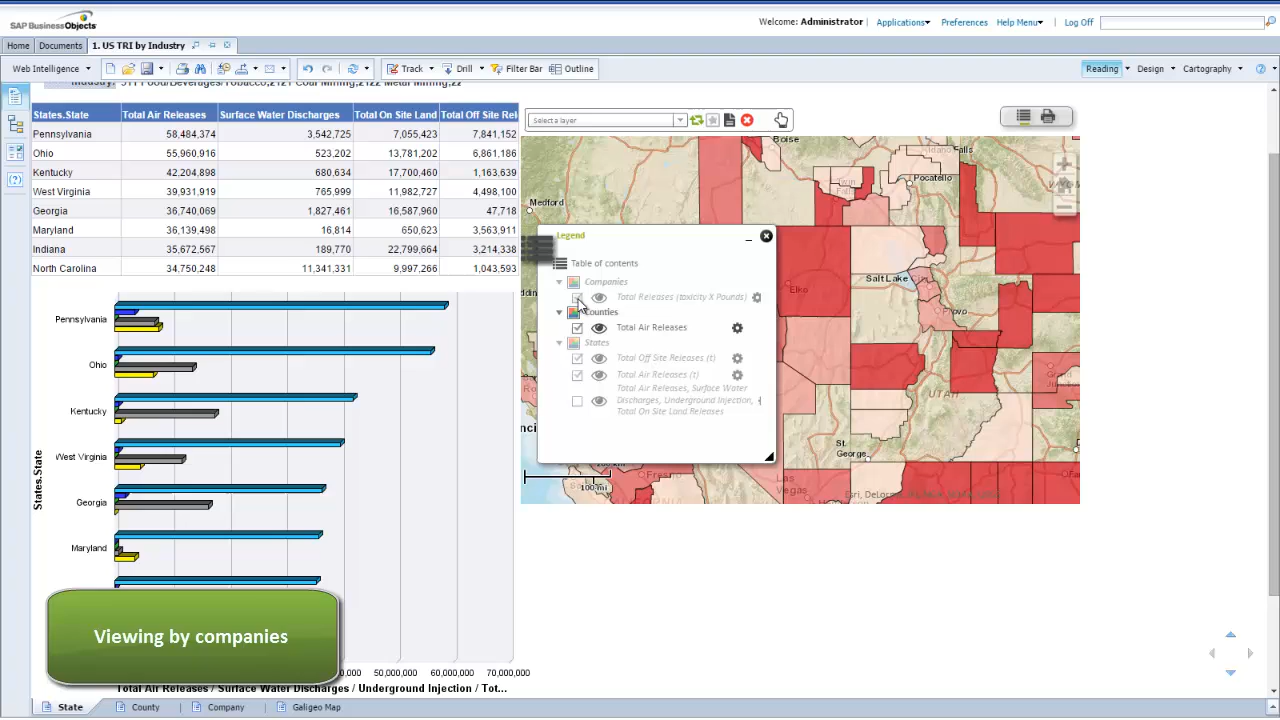 SAP BusinessObjects
Welcome: Administrator Applications Preferences Help Menu Log Off
Home Documents 1. US TRI by Industry
Web Intelligence Track Drill Filter Bar Outline Reading Design Cartography
States.State Total Air Releases Surface Water Discharges Total On Site Land Total Off Site Rel
Pennsylvania 58,484,374 3,542,725 7,055,423 7,841,152
Ohio 55,960,916 523,202 13,781,202 6,861,186
Kentucky 42,204,898 680,634 17,700,460 1,163,639
West Virginia 39,931,919 765,999 11,982,727 4,498,100
Georgia 36,740,069 1,827,461 16,587,960 47,718
Maryland 36,139,498 16,814 650,623 3,563,911
Indiana 35,672,567 189,770 22,799,664 3,214,338
North Carolina 34,750,248 11,341,331 9,997,266 1,043,593
Select a layer
Boise
Idaho Falls
Pocatello
Twin
Medford
Elko
Salt Lake City
Provo
Grand
UTAH
St.
George
Las
Vegas
Fresno
100 mi
Legend
Table of contents
Companies
Total Releases (toxicity X Pounds)
Counties
Total Air Releases
States
Total Off Site Releases (t)
Total Air Releases (t)
Total Air Releases, Surface Water
Discharges, Underground Injection,
Total On Site Land Releases
States.State
Pennsylvania
Ohio
Kentucky
West Virginia
Georgia
Maryland
Viewing by companies
50,000,000 60,000,000 70,000,000
Total Air Releases / Surface Water Discharges / Underground Injection / Tot...
State County Company Galigeo Map